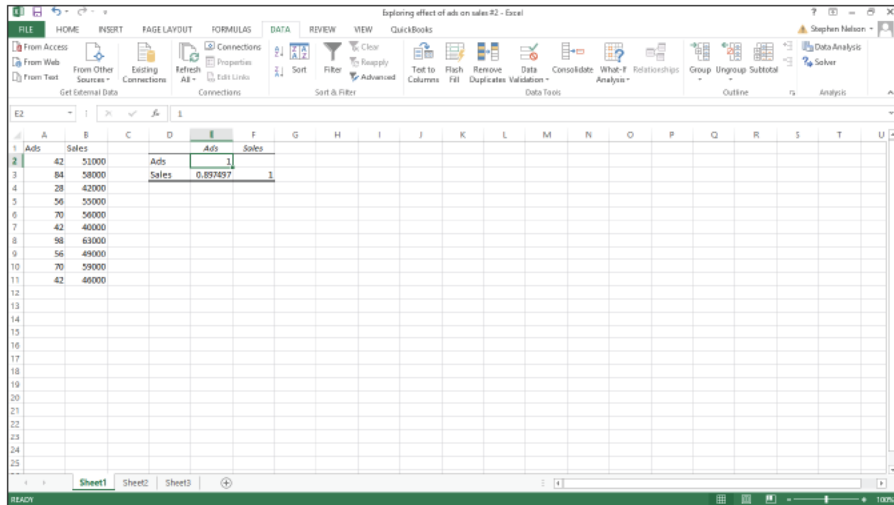 Exploring effect of ads on sales #2 - Excel
FILE HOME INSERT PAGE LAYOUT FORMULAS DATA REVIEW VIEW QuickBooks Stephen Nelson
From Access
From Web
From Text
From Other Sources
Get External Data
Existing Connections
Refresh All
Connections
Properties
Edit Links
Connections
Sort
Filter
Clear
Reapply
Advanced
Sort & Filter
Text to Columns
Flash Fill
Remove Duplicates
Data Validation
Consolidate
What-If Analysis
Relationships
Data Tools
Group
Ungroup
Subtotal
Outline
Data Analysis
Solver
Analysis
E2 fx 1
A B C D E F G H I J K L M N O P Q R S T U
1 Ads Sales Ads Sales
2 42 51000 Ads 1
3 84 58000 Sales 0.897497 1
4 28 42000
5 56 55000
6 70 56000
7 42 40000
8 98 63000
9 56 49000
10 70 59000
11 42 46000
12
13
14
15
16
17
18
19
20
21
22
23
24
25
Sheet1 Sheet2 Sheet3
READY 100%